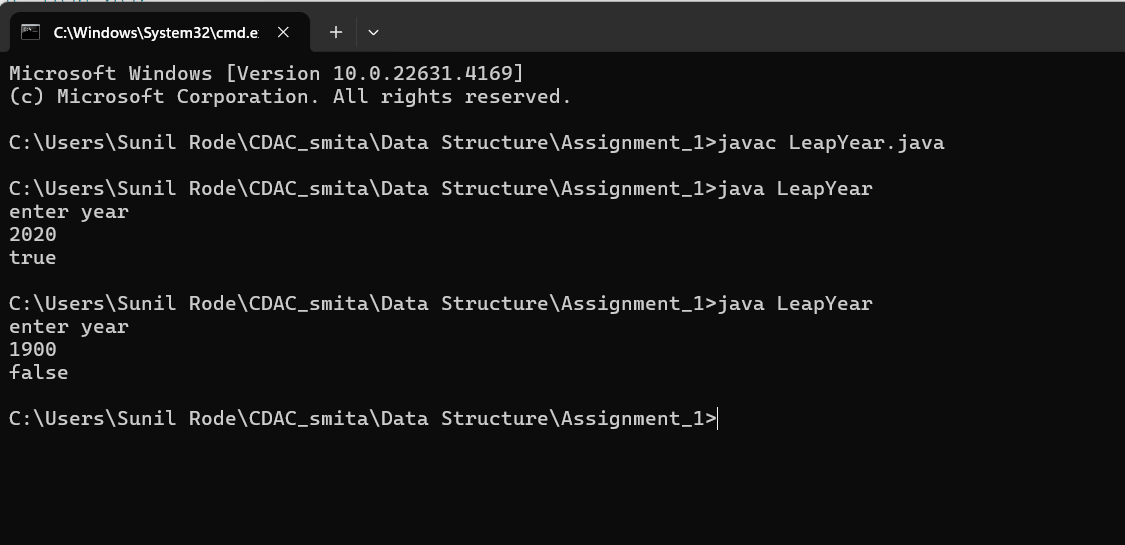 C:\Windows\System32\cmd.e
Microsoft Windows [Version 10.0.22631.4169]
(c) Microsoft Corporation. All rights reserved.
C:\Users\Sunil Rode\CDAC_smita\Data Structure\Assignment_1>javac LeapYear.java
C:\Users\Sunil Rode\CDAC_smita\Data Structure\Assignment_1>java LeapYear
enter year
2020
true
C:\Users\Sunil Rode\CDAC_smita\Data Structure\Assignment_1>java LeapYear
enter year
1900
false
C:\Users\Sunil Rode\CDAC_smita\Data Structure\Assignment_1>